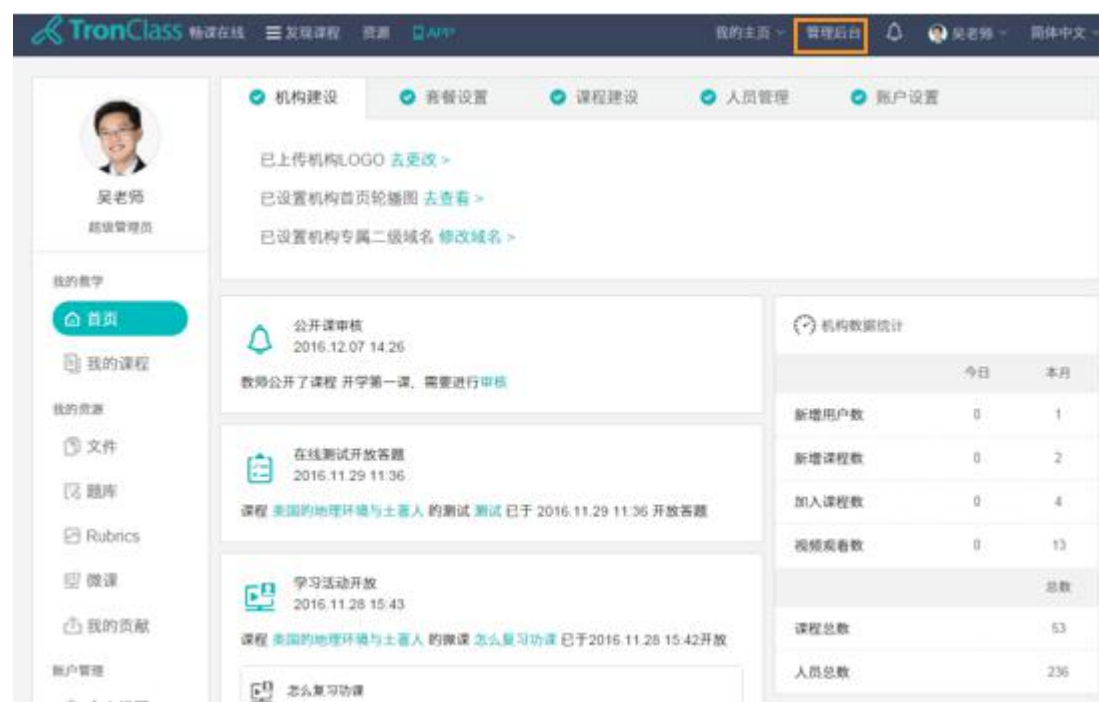 TronClass 畅课在线 发现课程 资源 APP 我的主页 管理后台 吴老师 简体中文
机构建设 套餐设置 课程建设 人员管理 账户设置
已上传机构LOGO 去更改 >
已设置机构首页轮播图 去查看 >
已设置机构专属二级域名 修改域名 >
吴老师
超级管理员
我的教学
首页
我的课程
我的资源
文件
题库
Rubrics
微课
我的贡献
账户管理
公开课审核
2016.12.07 14:26
教师公开了课程 开学第一课，需要进行审核
在线测试开放答题
2016.11.29 11:36
课程 美国的地理环境与土著人 的测试 测试 已于 2016.11.29 11:36 开放答题
学习活动开放
2016.11.28 15:43
课程 美国的地理环境与土著人 的微课 怎么复习功课 已于2016.11.28 15:42开放
怎么复习功课
机构数据统计
今日 本月
新增用户数 0 1
新增课程数 0 2
加入课程数 0 4
视频观看数 0 13
总数
课程总数 53
人员总数 236